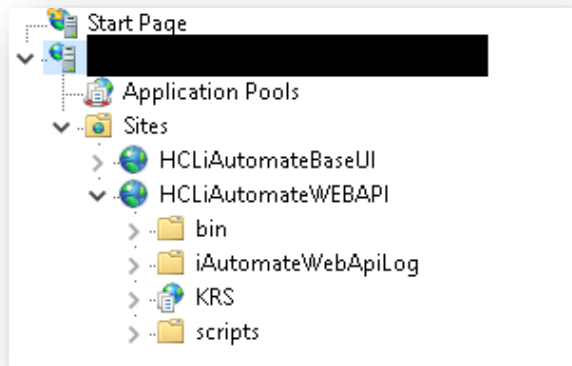 Start Page
Application Pools
Sites
HCLiAutomateBaseUI
HCLiAutomateWEBAPI
bin
iAutomateWebApiLog
KRS
scripts